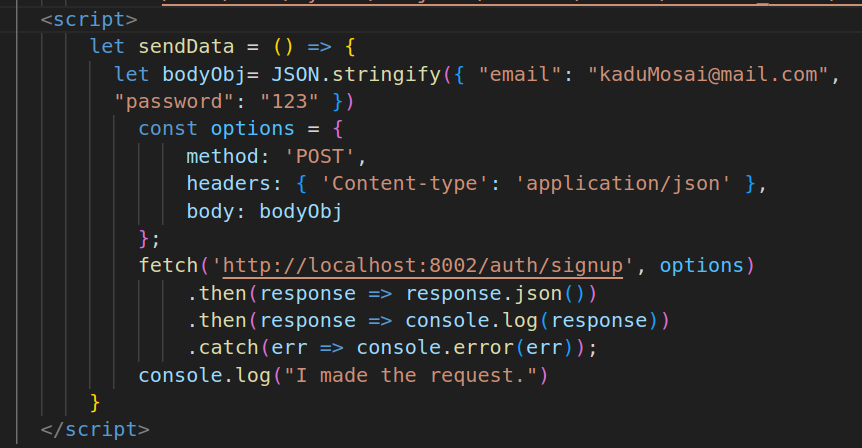 <script>
let sendData = () => {
let bodyObj= JSON.stringify({ "email": "kaduMosai@mail.com",
"password": "123" })
const options = {
method: 'POST',
headers: { 'Content-type': 'application/json' },
body: bodyObj
};
fetch('http://localhost:8002/auth/signup', options)
.then(response => response.json())
.then(response => console.log(response))
.catch(err => console.error(err));
console.log("I made the request.")
}
</script>